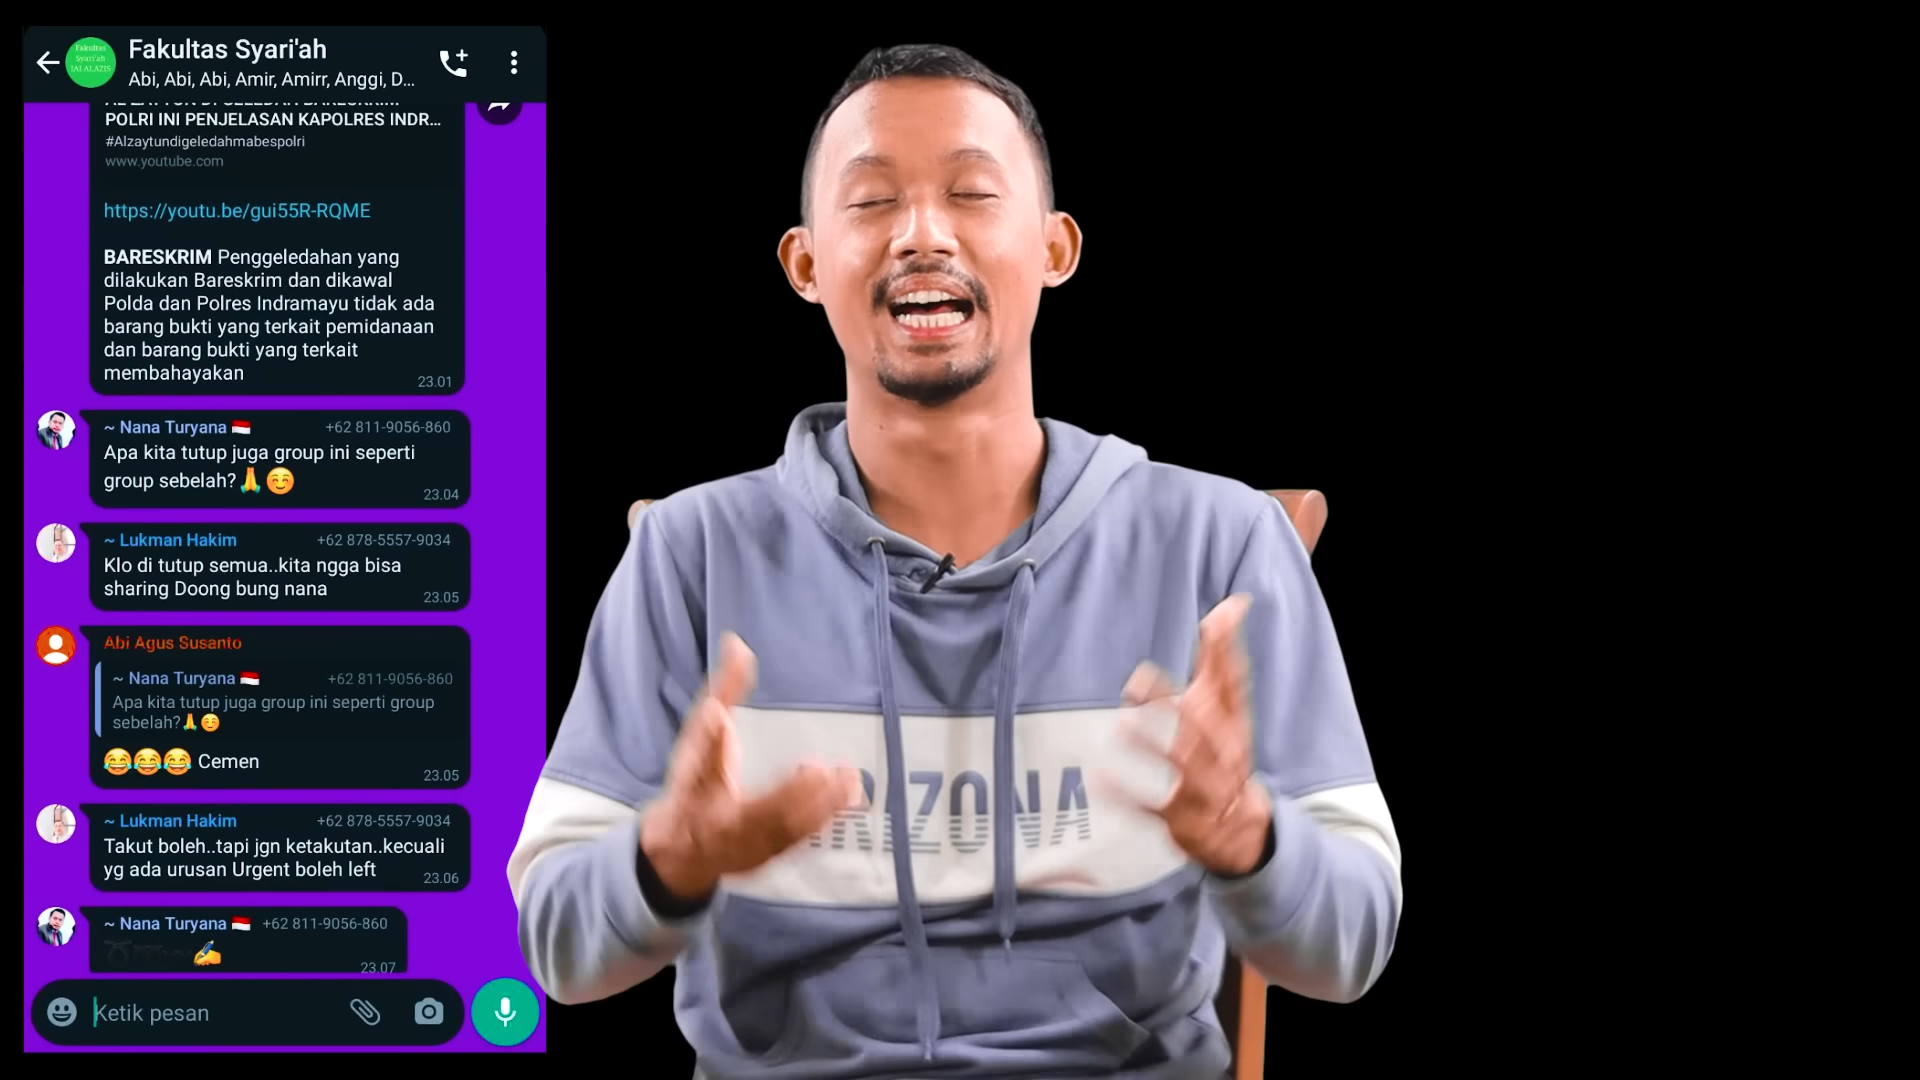 Fakultas Syari'ah
Fakultas
Syari'ah
IAI ALAZIS
Abi, Abi, Abi, Amir, Amirr, Anggi, D...
POLRI INI PENJELASAN KAPOLRES INDR...
#Alzaytundigeledahmabespolri
www.youtube.com
https://youtu.be/gui55R-RQME
BARESKRIM Penggeledahan yang
dilakukan Bareskrim dan dikawal
Polda dan Polres Indramayu tidak ada
barang bukti yang terkait pemidanaan
dan barang bukti yang terkait
membahayakan
23.01
~ Nana Turyana 🇮🇩 +62 811-9056-860
Apa kita tutup juga group ini seperti
group sebelah?🙏☺️
23.04
~ Lukman Hakim +62 878-5557-9034
Klo di tutup semua..kita ngga bisa
sharing Doong bung nana
23.05
Abi Agus Susanto
~ Nana Turyana 🇮🇩 +62 811-9056-860
Apa kita tutup juga group ini seperti group
sebelah?🙏☺️
😂😂😂 Cemen
23.05
~ Lukman Hakim +62 878-5557-9034
Takut boleh..tapi jgn ketakutan..kecuali
yg ada urusan Urgent boleh left
23.06
~ Nana Turyana 🇮🇩 +62 811-9056-860
✍️
23.07
Ketik pesan
ARIZONA